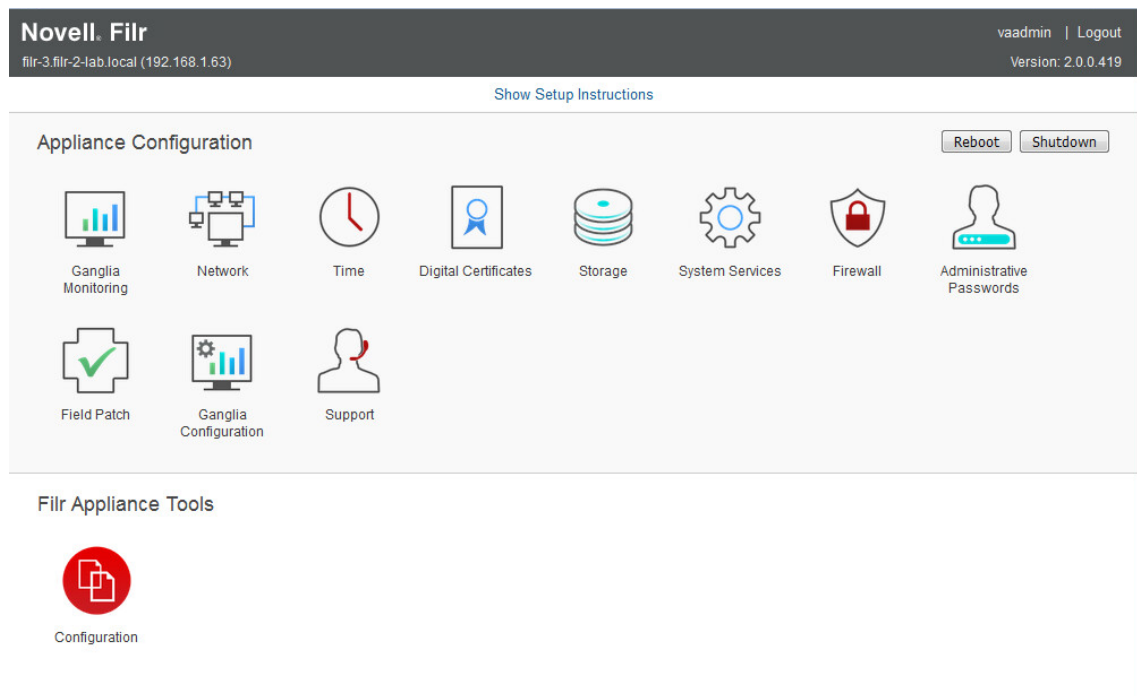 Novell. Filr
vaadmin | Logout
filr-3.filr-2-lab.local (192.168.1.63)
Version: 2.0.0.419
Show Setup Instructions
Appliance Configuration
Reboot
Shutdown
Ganglia
Monitoring
Network
Time
Digital Certificates
Storage
System Services
Firewall
Administrative
Passwords
Field Patch
Ganglia
Configuration
Support
Filr Appliance Tools
Configuration